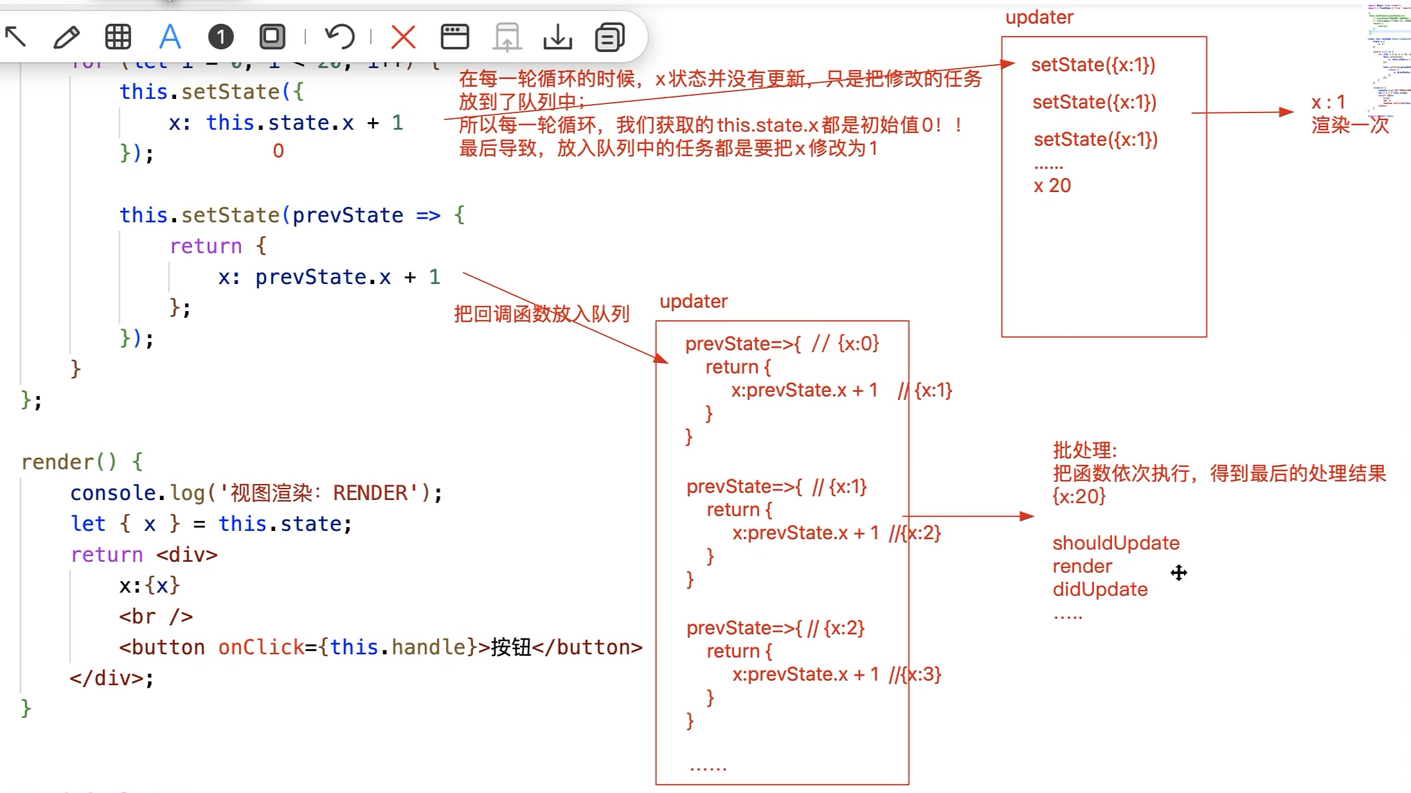 1
for (let i = 0; i < 20; i++) {
this.setState({
x: this.state.x + 1
});
0
在每一轮循环的时候，x状态并没有更新，只是把修改的任务
放到了队列中；
所以每一轮循环，我们获取的this.state.x都是初始值0！！
最后导致，放入队列中的任务都是要把x修改为1
updater
setState({x:1})
setState({x:1})
setState({x:1})
......
x 20
x : 1
渲染一次
this.setState(prevState => {
return {
x: prevState.x + 1
};
});
}
};
把回调函数放入队列
updater
prevState=>{ // {x:0}
return {
x:prevState.x + 1 // {x:1}
}
}
prevState=>{ // {x:1}
return {
x:prevState.x + 1 //{x:2}
}
}
prevState=>{ // {x:2}
return {
x:prevState.x + 1 //{x:3}
}
}
......
批处理:
把函数依次执行，得到最后的处理结果
{x:20}
shouldUpdate
render
didUpdate
.....
render() {
console.log('视图渲染：RENDER');
let { x } = this.state;
return <div>
x:{x}
<br />
<button onClick={this.handle}>按钮</button>
</div>;
}